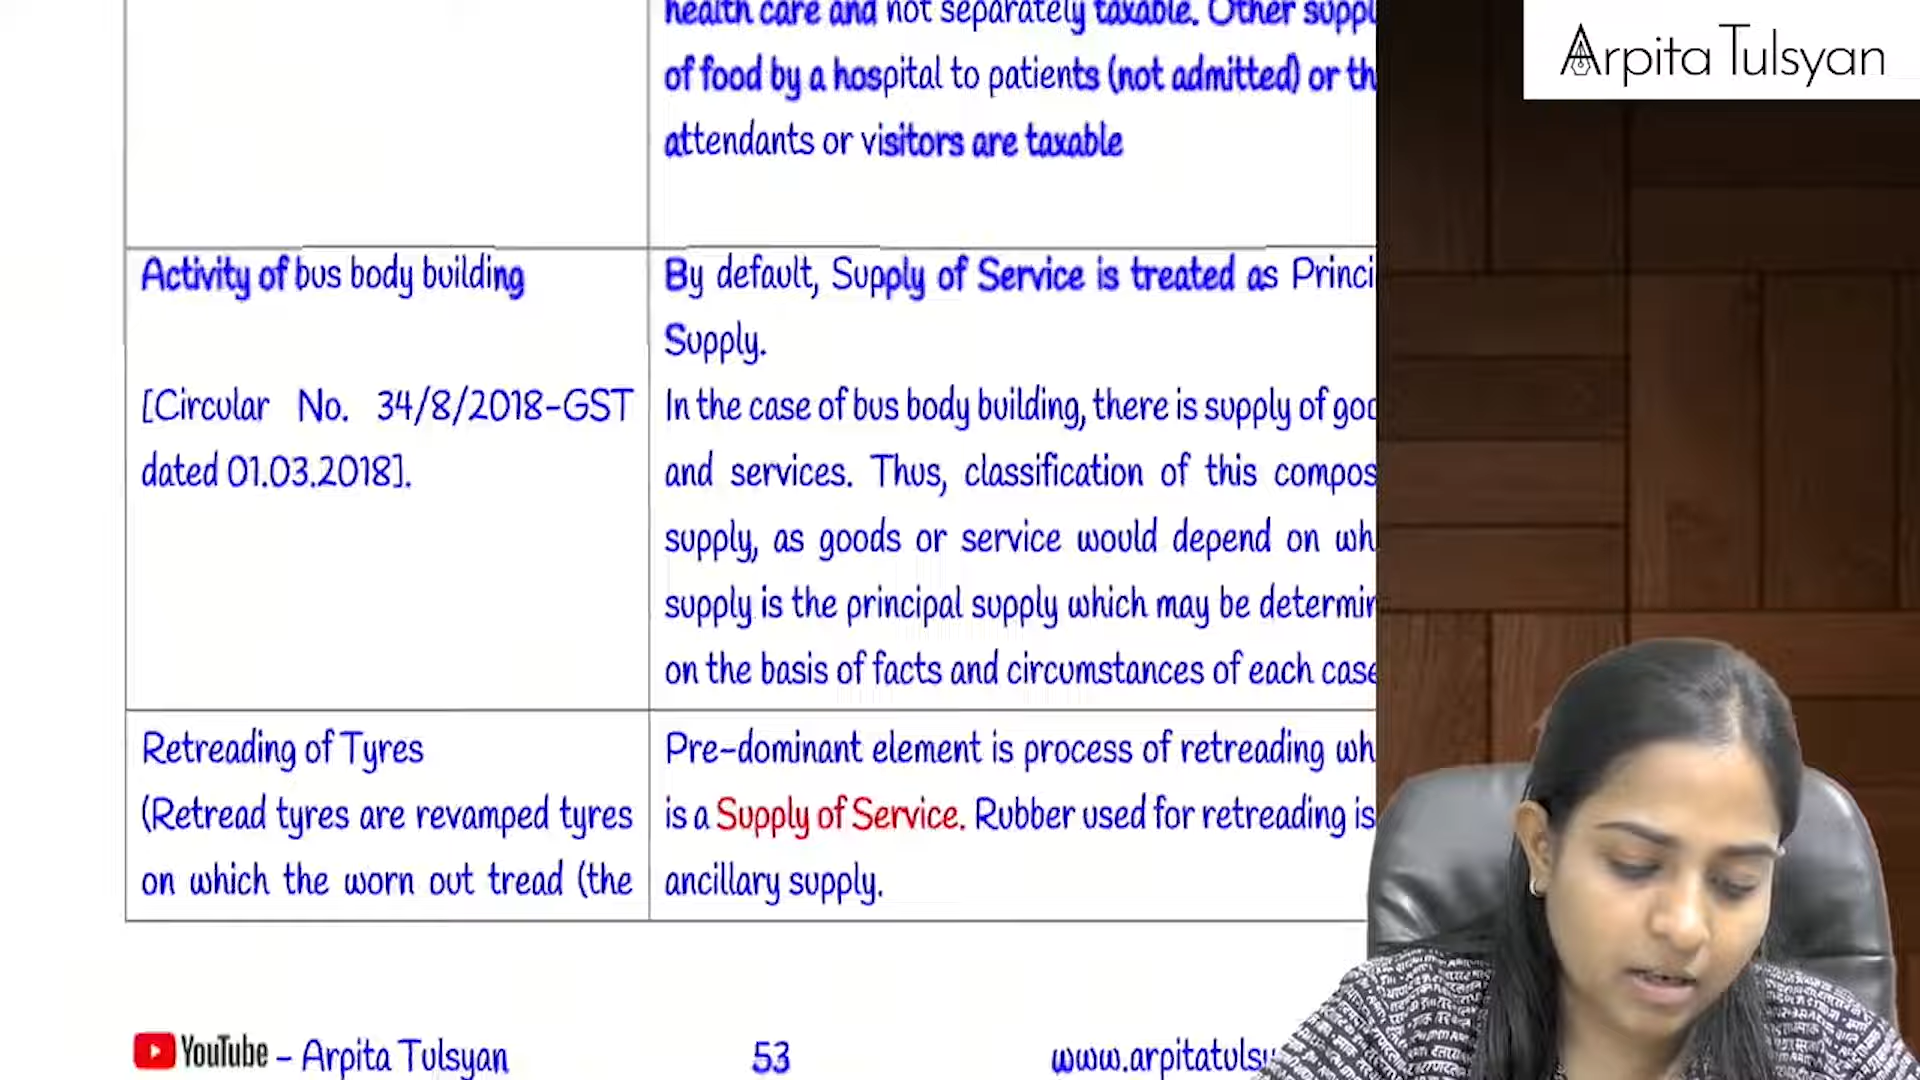 health care and not separately taxable. Other suppl
of food by a hospital to patients (not admitted) or th
attendants or visitors are taxable
Arpita Tulsyan
Activity of bus body building
[Circular No. 34/8/2018-GST
dated 01.03.2018].
By default, Supply of Service is treated as Princi
Supply.
In the case of bus body building, there is supply of goo
and services. Thus, classification of this compos
supply, as goods or service would depend on wh
supply is the principal supply which may be determin
on the basis of facts and circumstances of each case
Retreading of Tyres
(Retread tyres are revamped tyres
on which the worn out tread (the
Pre-dominant element is process of retreading wh
is a Supply of Service. Rubber used for retreading is
ancillary supply.
YouTube - Arpita Tulsyan
53
www.arpitatulsy